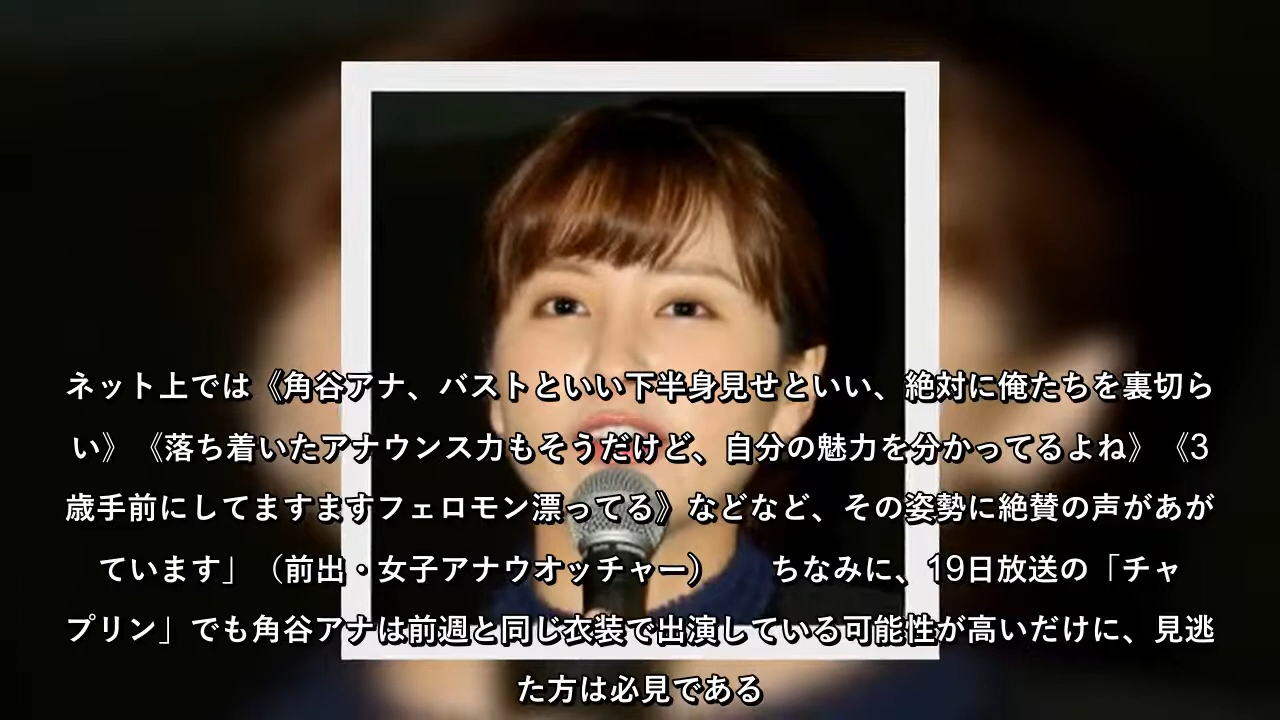 ネット上では《角谷アナ、バストといい下半身見せといい、絶対に俺たちを裏切ら
い》《落ち着いたアナウンス力もそうだけど、自分の魅力を分かってるよね》《3
歳手前にしてますますフェロモン漂ってる》などなど、その姿勢に絶賛の声があが
ています」（前出・女子アナウオッチャー）　　ちなみに、19日放送の「チャ
プリン」でも角谷アナは前週と同じ衣装で出演している可能性が高いだけに、見逃
た方は必見である